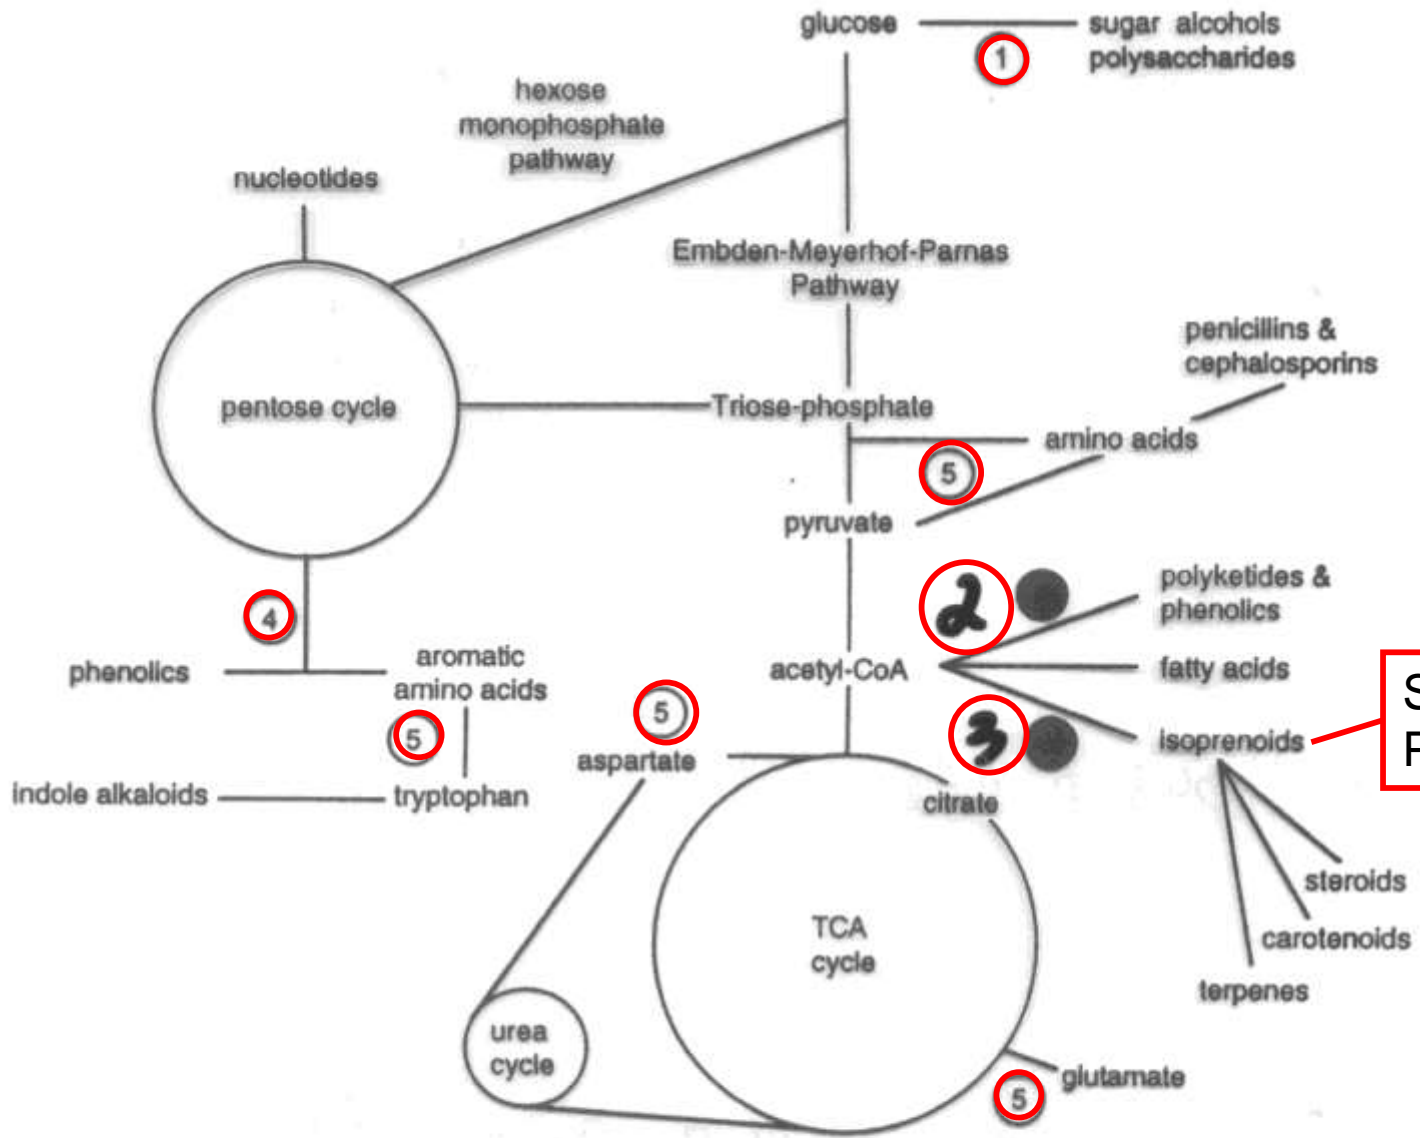 glucose
sugar alcohols
polysaccharides
1
hexose
monophosphate
pathway
nucleotides
Embden-Meyerhof-Parnas
Pathway
penicillins &
cephalosporins
pentose cycle
Triose-phosphate
amino acids
5
pyruvate
2
polyketides &
phenolics
4
phenolics
aromatic
amino acids
acetyl-CoA
fatty acids
S
P
5
3
isoprenoids
5
aspartate
indole alkaloids
tryptophan
citrate
steroids
TCA
cycle
carotenoids
terpenes
urea
cycle
glutamate
5